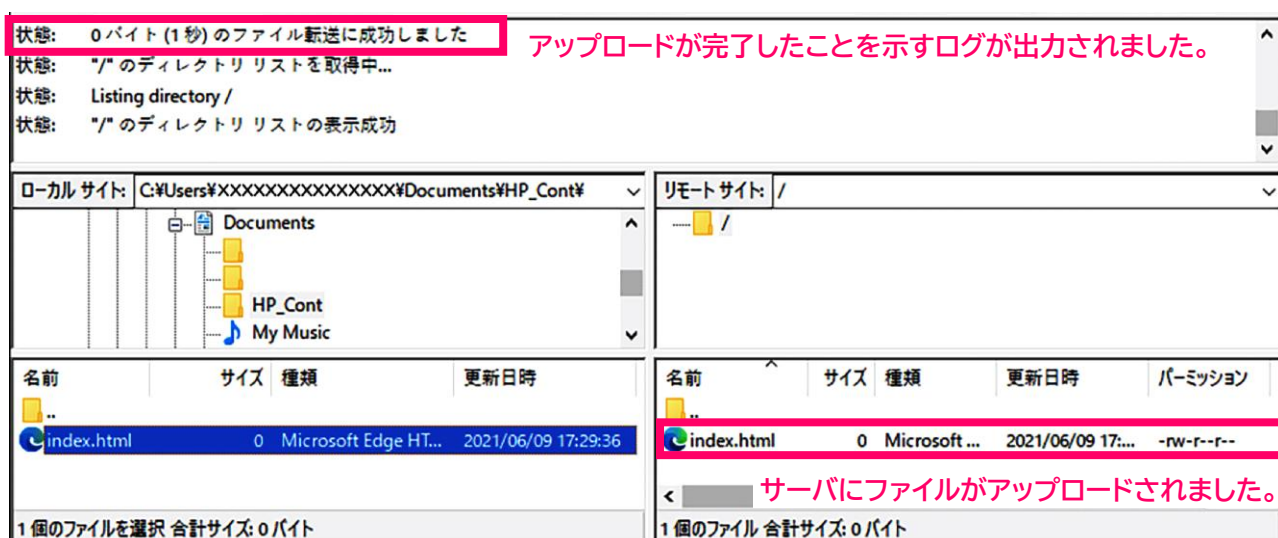 状態: 0 バイト (1 秒) のファイル転送に成功しました
アップロードが完了したことを示すログが出力されました。
状態: "/" のディレクトリ リストを取得中...
状態: Listing directory /
状態: "/" のディレクトリ リストの表示成功
ローカル サイト: C:¥Users¥XXXXXXXXXXXXXXX¥Documents¥HP_Cont¥
Documents
HP_Cont
My Music
リモート サイト: /
/
名前 サイズ 種類 更新日時
..
index.html 0 Microsoft Edge HT... 2021/06/09 17:29:36
1 個のファイルを選択 合計サイズ: 0 バイト
名前 サイズ 種類 更新日時 パーミッション
..
index.html 0 Microsoft ... 2021/06/09 17:... -rw-r--r--
サーバにファイルがアップロードされました。
1 個のファイル 合計サイズ: 0 バイト